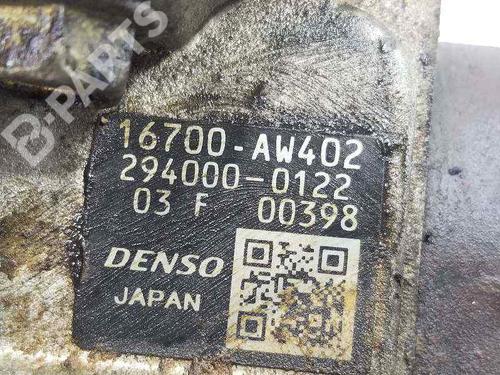 B-PARTS
16700-AW402
294000-0122
03 F 00398
DENSO
JAPAN